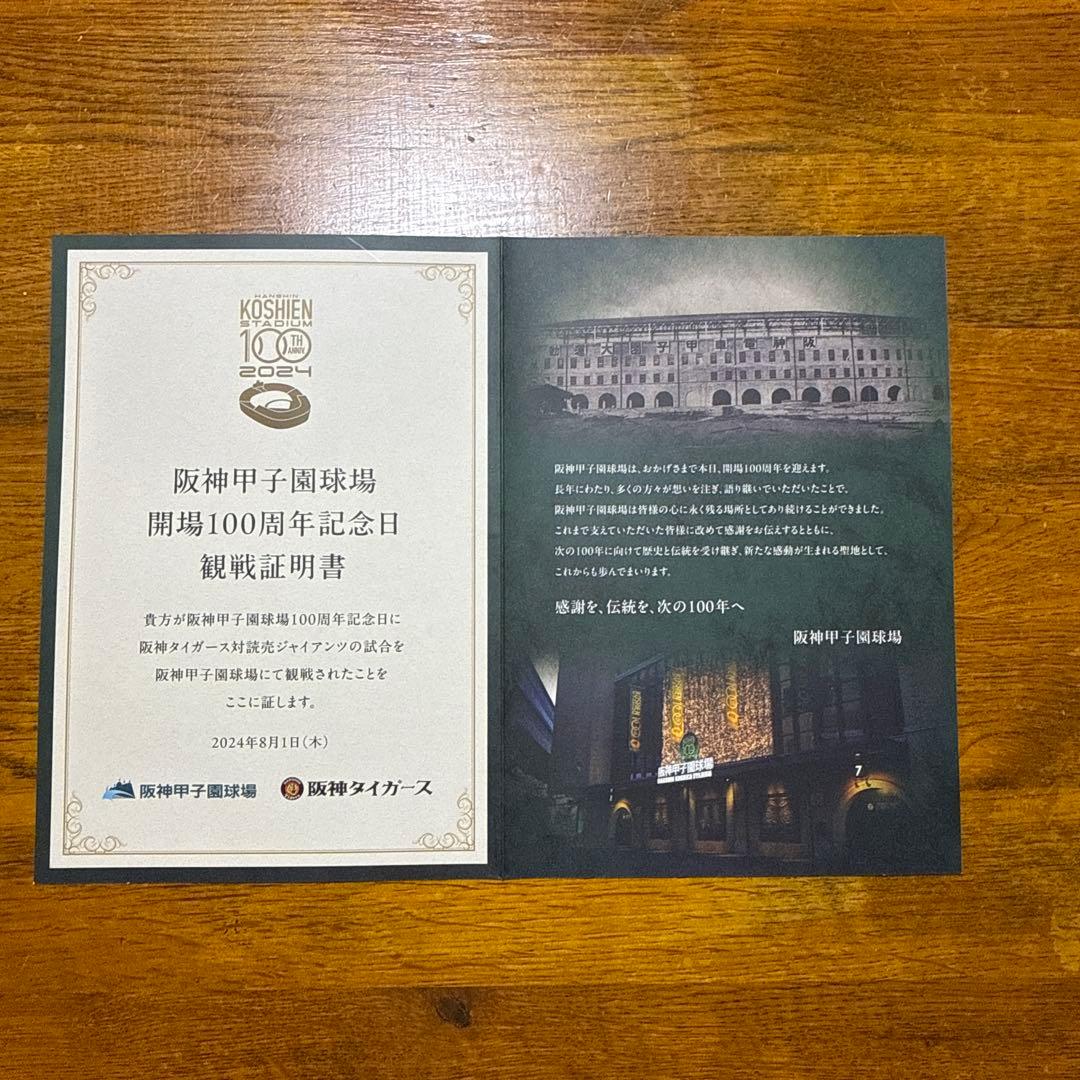 HANSHIN
KOSHIEN
STADIUM
100TH
ANNIV.
2024
阪神甲子園球場
開場100周年記念日
観戦証明書
貴方が阪神甲子園球場100周年記念日に
阪神タイガース対読売ジャイアンツの試合を
阪神甲子園球場にて観戦されたことを
ここに証します。
2024年8月1日(木)
阪神甲子園球場
阪神タイガース
場動運大園子甲車電神阪
阪神甲子園球場は、おかげさまで本日、開場100周年を迎えます。
長年にわたり、多くの方々が想いを注ぎ、語り継いでいただいたことで、
阪神甲子園球場は皆様の心に永く残る場所としてあり続けることができました。
これまで支えていただいた皆様に改めて感謝をお伝えするとともに、
次の100年に向けて歴史と伝統を受け継ぎ、新たな感動が生まれる聖地として、
これからも歩んでまいります。
感謝を、伝統を、次の100年へ
阪神甲子園球場
阪神甲子園球場
HANSHIN KOSHIEN STADIUM
7